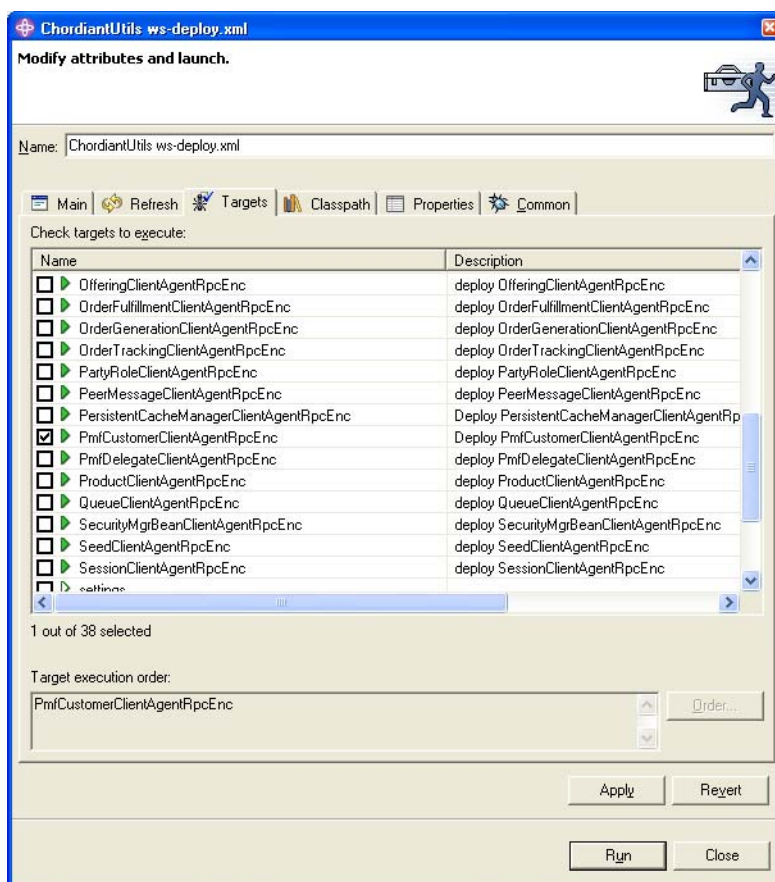 ChordiantUtils ws-deploy.xml
Modify attributes and launch.
Name: ChordiantUtils ws-deploy.xml
Main Refresh Targets Classpath Properties Common
Check targets to execute:
Name Description
OfferingClientAgentRpcEnc deploy OfferingClientAgentRpcEnc
OrderFulfillmentClientAgentRpcEnc deploy OrderFulfillmentClientAgentRpcEnc
OrderGenerationClientAgentRpcEnc deploy OrderGenerationClientAgentRpcEnc
OrderTrackingClientAgentRpcEnc deploy OrderTrackingClientAgentRpcEnc
PartyRoleClientAgentRpcEnc deploy PartyRoleClientAgentRpcEnc
PeerMessageClientAgentRpcEnc deploy PeerMessageClientAgentRpcEnc
PersistentCacheManagerClientAgentRpcEnc Deploy PersistentCacheManagerClientAgentRp
PmfCustomerClientAgentRpcEnc Deploy PmfCustomerClientAgentRpcEnc
PmfDelegateClientAgentRpcEnc deploy PmfDelegateClientAgentRpcEnc
ProductClientAgentRpcEnc deploy ProductClientAgentRpcEnc
QueueClientAgentRpcEnc deploy QueueClientAgentRpcEnc
SecurityMgrBeanClientAgentRpcEnc deploy SecurityMgrBeanClientAgentRpcEnc
SeedClientAgentRpcEnc deploy SeedClientAgentRpcEnc
SessionClientAgentRpcEnc deploy SessionClientAgentRpcEnc
settings
1 out of 38 selected
Target execution order:
PmfCustomerClientAgentRpcEnc
Order...
Apply Revert
Run Close